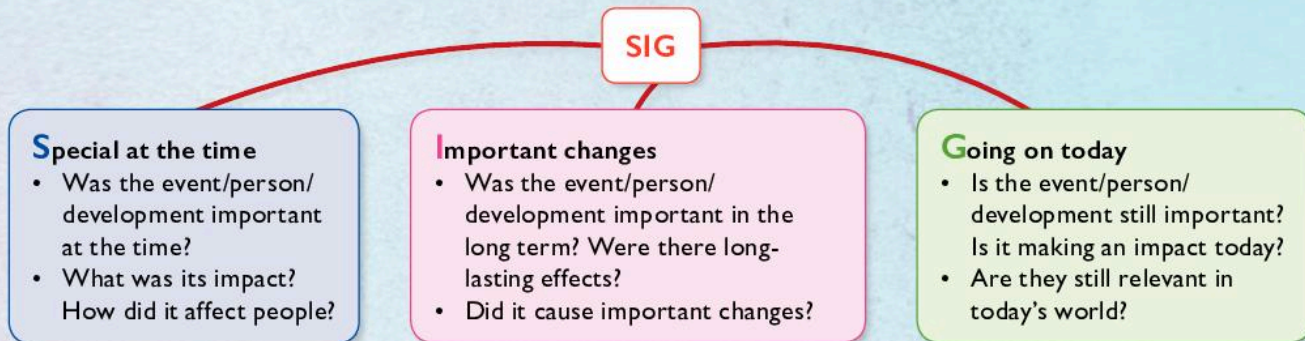 SIG
Special at the time
• Was the event/person/
development important
at the time?
• What was its impact?
How did it affect people?
Important changes
• Was the event/person/
development important in the
long term? Were there long-
lasting effects?
• Did it cause important changes?
Going on today
• Is the event/person/
development still important?
Is it making an impact today?
• Are they still relevant in
today's world?